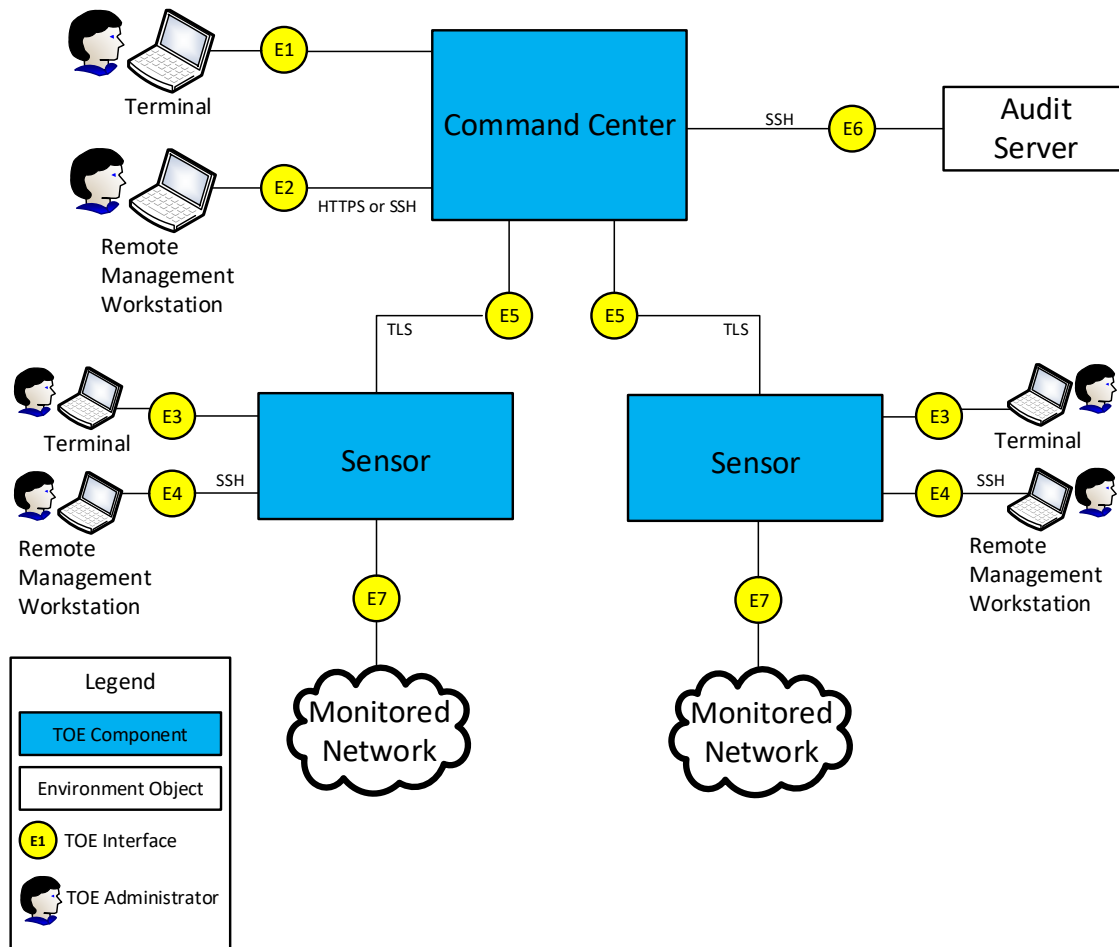 E1
Terminal
Command Center
SSH
E6
Audit
Server
E2
HTTPS or SSH
Remote
Management
Workstation
E5
E5
TLS
TLS
E3
Terminal
Sensor
E4
SSH
Remote
Management
Workstation
Sensor
E3
Terminal
E4
SSH
Remote
Management
Workstation
E7
E7
Monitored
Network
Monitored
Network
Legend
TOE Component
Environment Object
E1
TOE Interface
TOE Administrator